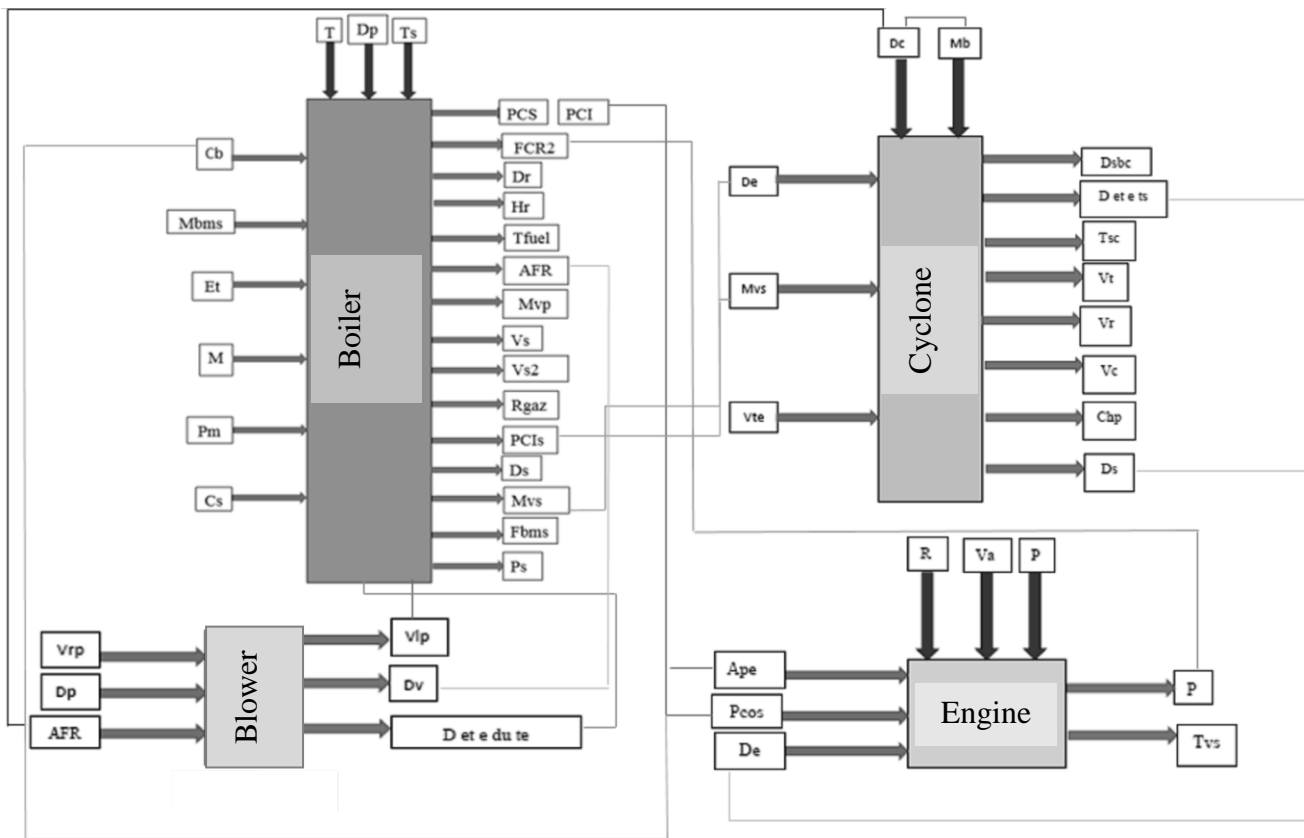 T
Dp
Ts
Cb
Mbms
Et
M
Pm
Cs
Boiler
PCS
PCI
FCR2
Dr
Hr
Tfuel
AFR
Mvp
Vs
Vs2
Rgaz
PCIs
Ds
Mvs
Fbms
Ps
Dc
Mb
De
Mvs
Vte
Cyclone
Dsbc
D et e ts
Tsc
Vt
Vr
Vc
Chp
Ds
Vrp
Dp
AFR
Blower
Vlp
Dv
D et e du te
R
Va
P
Ape
Pcos
De
Engine
P
Tvs